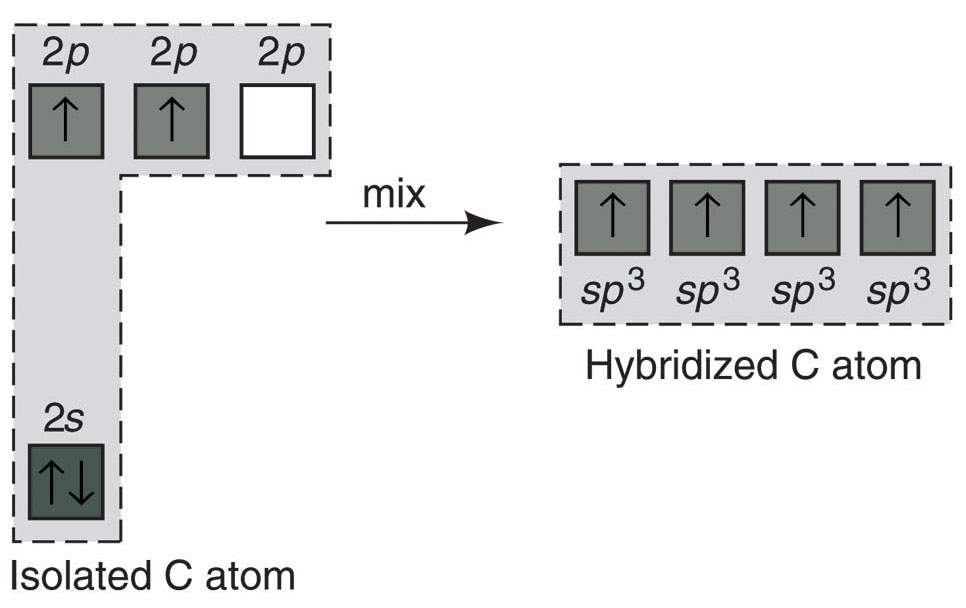 2p 2p 2p
↑ ↑
mix
↑ ↑ ↑ ↑
sp³ sp³ sp³ sp³
Hybridized C atom
2s
↑↓
Isolated C atom